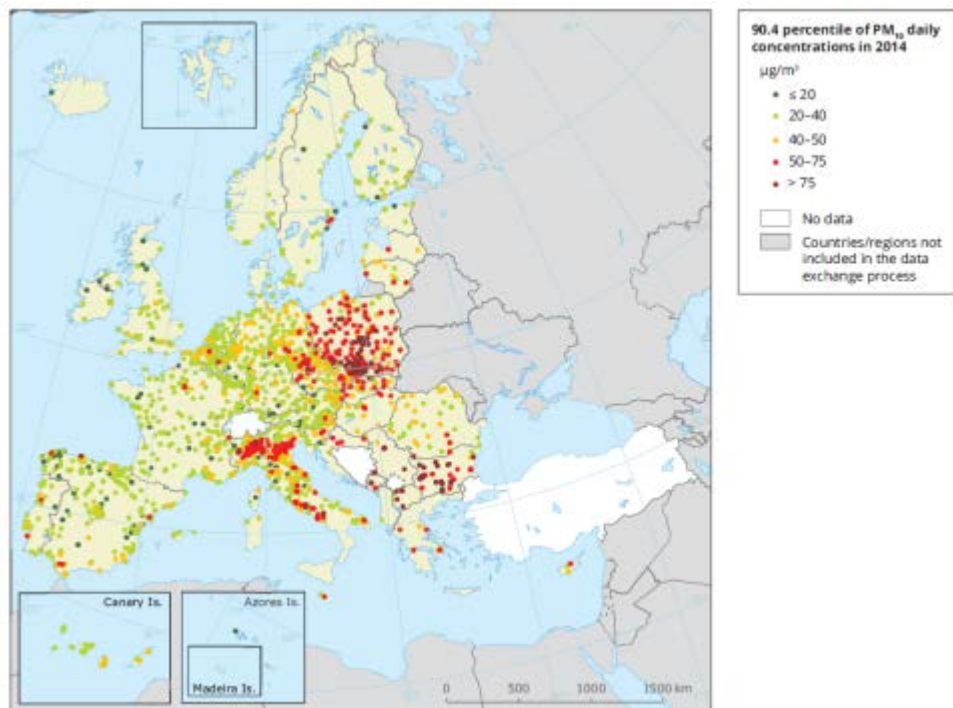 90.4 percentile of PM₁₀ daily
concentrations in 2014
µg/m³
≤ 20
20–40
40–50
50–75
> 75
No data
Countries/regions not
included in the data
exchange process
Canary Is.
Azores Is.
Madeira Is.
0 500 1000 1500 km